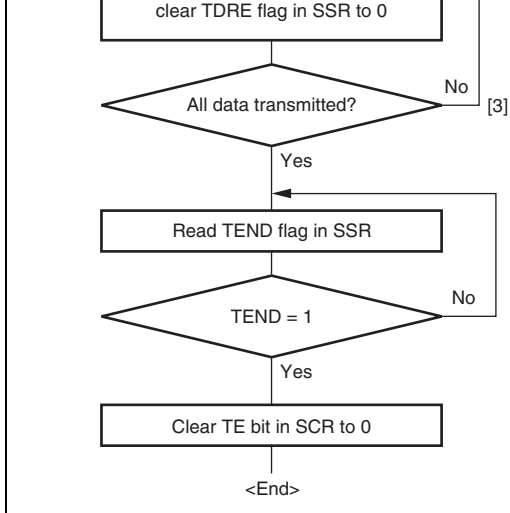 clear TDRE flag in SSR to 0
All data transmitted?
No
[3]
Yes
Read TEND flag in SSR
No
TEND = 1
Yes
Clear TE bit in SCR to 0
<End>